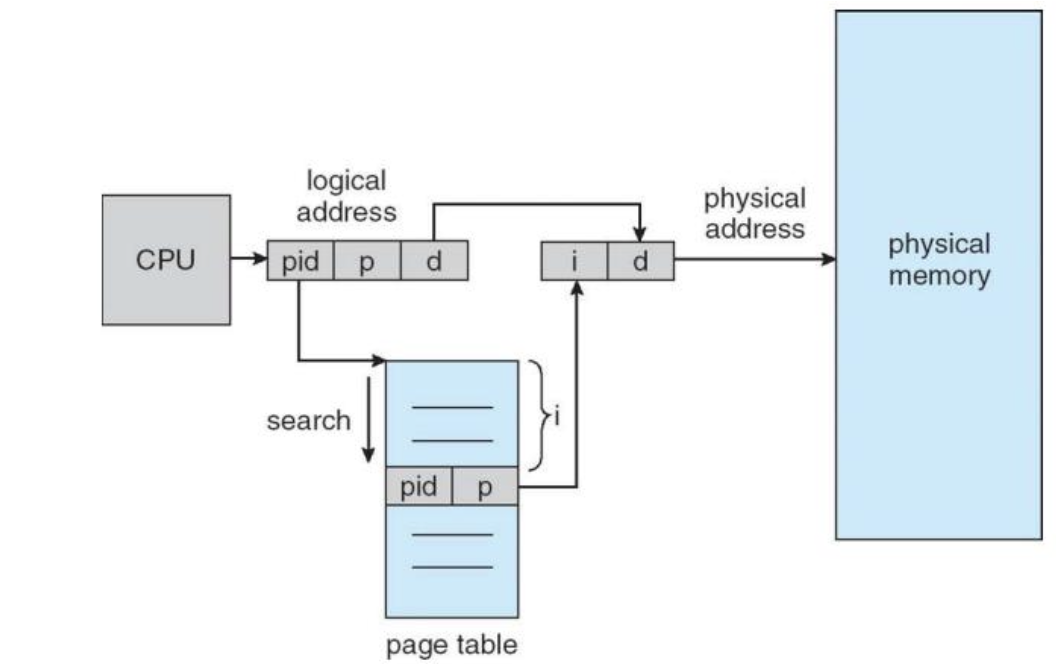 logical
address
CPU
pid p d
i d
physical
address
physical
memory
search
i
pid p
page table